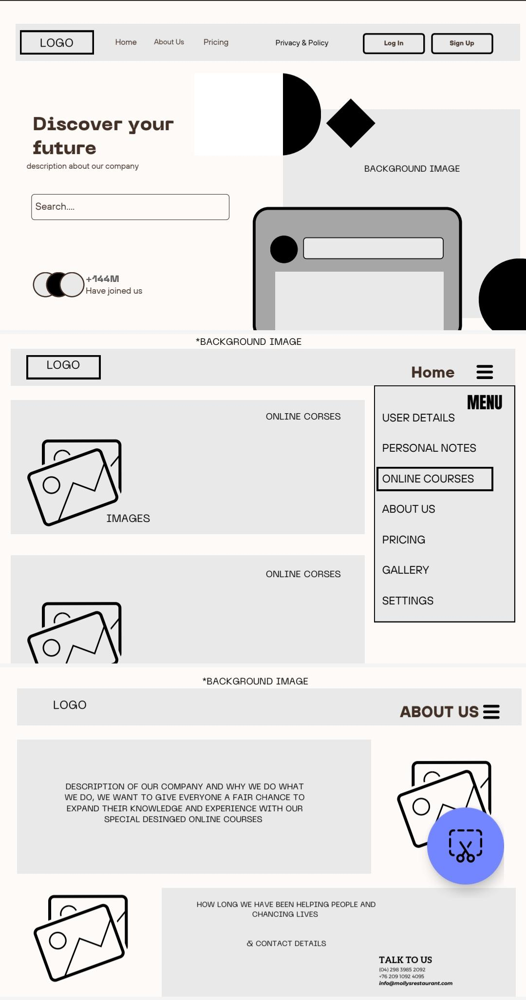 LOGO
Home
About Us
Pricing
Privacy & Policy
Log In
Sign Up
Discover your
future
description about our company
BACKGROUND IMAGE
Search....
+144M
Have joined us
*BACKGROUND IMAGE
LOGO
Home
MENU
ONLINE CORSES
IMAGES
USER DETAILS
PERSONAL NOTES
ONLINE COURSES
ABOUT US
PRICING
GALLERY
SETTINGS
ONLINE CORSES
*BACKGROUND IMAGE
LOGO
ABOUT US
DESCRIPTION OF OUR COMPANY AND WHY WE DO WHAT
WE DO, WE WANT TO GIVE EVERYONE A FAIR CHANCE TO
EXPAND THEIR KNOWLEDGE AND EXPERIENCE WITH OUR
SPECIAL DESINGED ONLINE COURSES
HOW LONG WE HAVE BEEN HELPING PEOPLE AND
CHANCING LIVES
& CONTACT DETAILS
TALK TO US
(04) 298 3985 2092
+76 209 1092 4095
info@mollysrestaurant.com